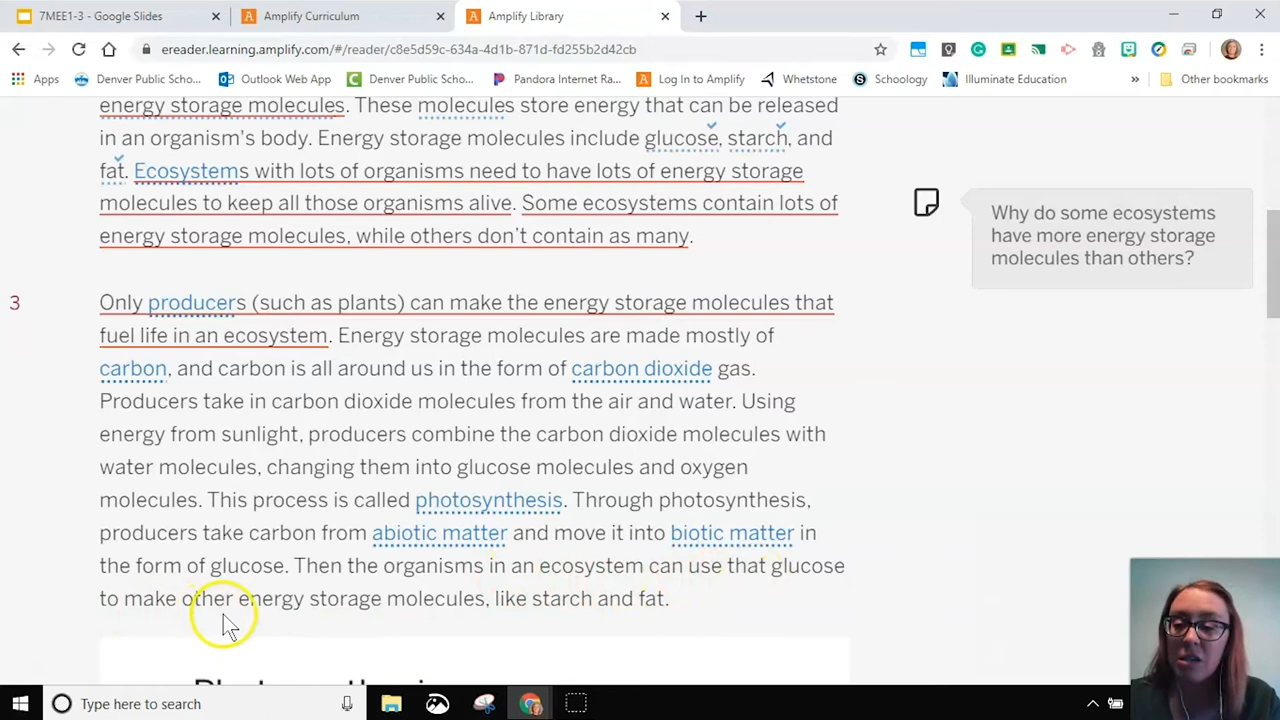 7MEE1-3 - Google Slides
Amplify Curriculum
Amplify Library
ereader.learning.amplify.com/#/reader/c8e5d59c-634a-4d1b-871d-fd255b2d42cb
Apps
Denver Public Scho...
Outlook Web App
Denver Public Scho...
Pandora Internet Ra...
Log In to Amplify
Whetstone
Schoology
Illuminate Education
Other bookmarks
energy storage molecules. These molecules store energy that can be released
in an organism's body. Energy storage molecules include glucose, starch, and
fat. Ecosystems with lots of organisms need to have lots of energy storage
molecules to keep all those organisms alive. Some ecosystems contain lots of
energy storage molecules, while others don't contain as many.
Why do some ecosystems
have more energy storage
molecules than others?
3
Only producers (such as plants) can make the energy storage molecules that
fuel life in an ecosystem. Energy storage molecules are made mostly of
carbon, and carbon is all around us in the form of carbon dioxide gas.
Producers take in carbon dioxide molecules from the air and water. Using
energy from sunlight, producers combine the carbon dioxide molecules with
water molecules, changing them into glucose molecules and oxygen
molecules. This process is called photosynthesis. Through photosynthesis,
producers take carbon from abiotic matter and move it into biotic matter in
the form of glucose. Then the organisms in an ecosystem can use that glucose
to make other energy storage molecules, like starch and fat.
Type here to search